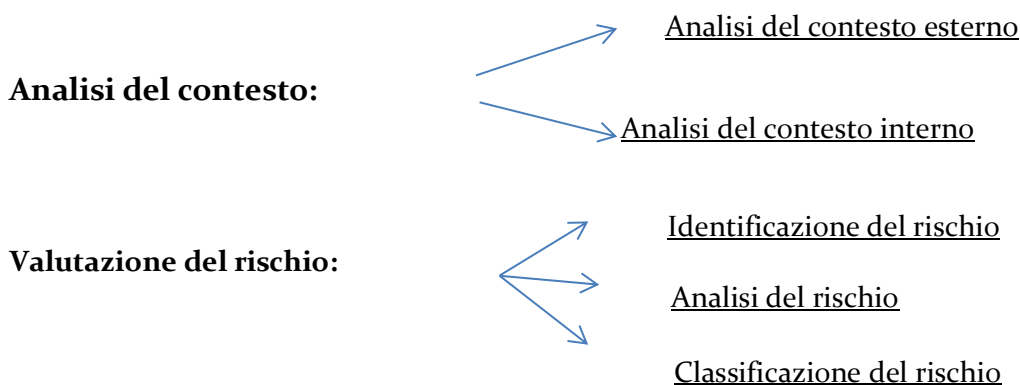 Analisi del contesto esterno
Analisi del contesto:
Analisi del contesto interno
Identificazione del rischio
Valutazione del rischio:
Analisi del rischio
Classificazione del rischio